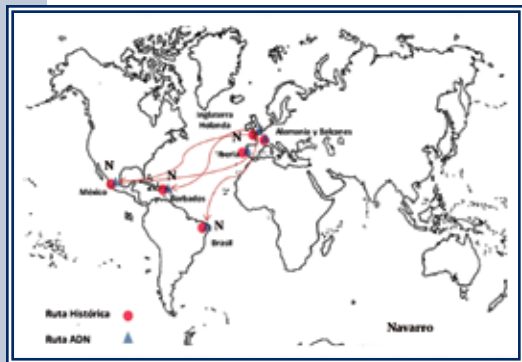 Inglaterra
Holanda
N
Alemania y Balcanes
Iberia
N
México
N
Barbados
N
Brasil
Ruta Histórica
Ruta ADN
Navarro